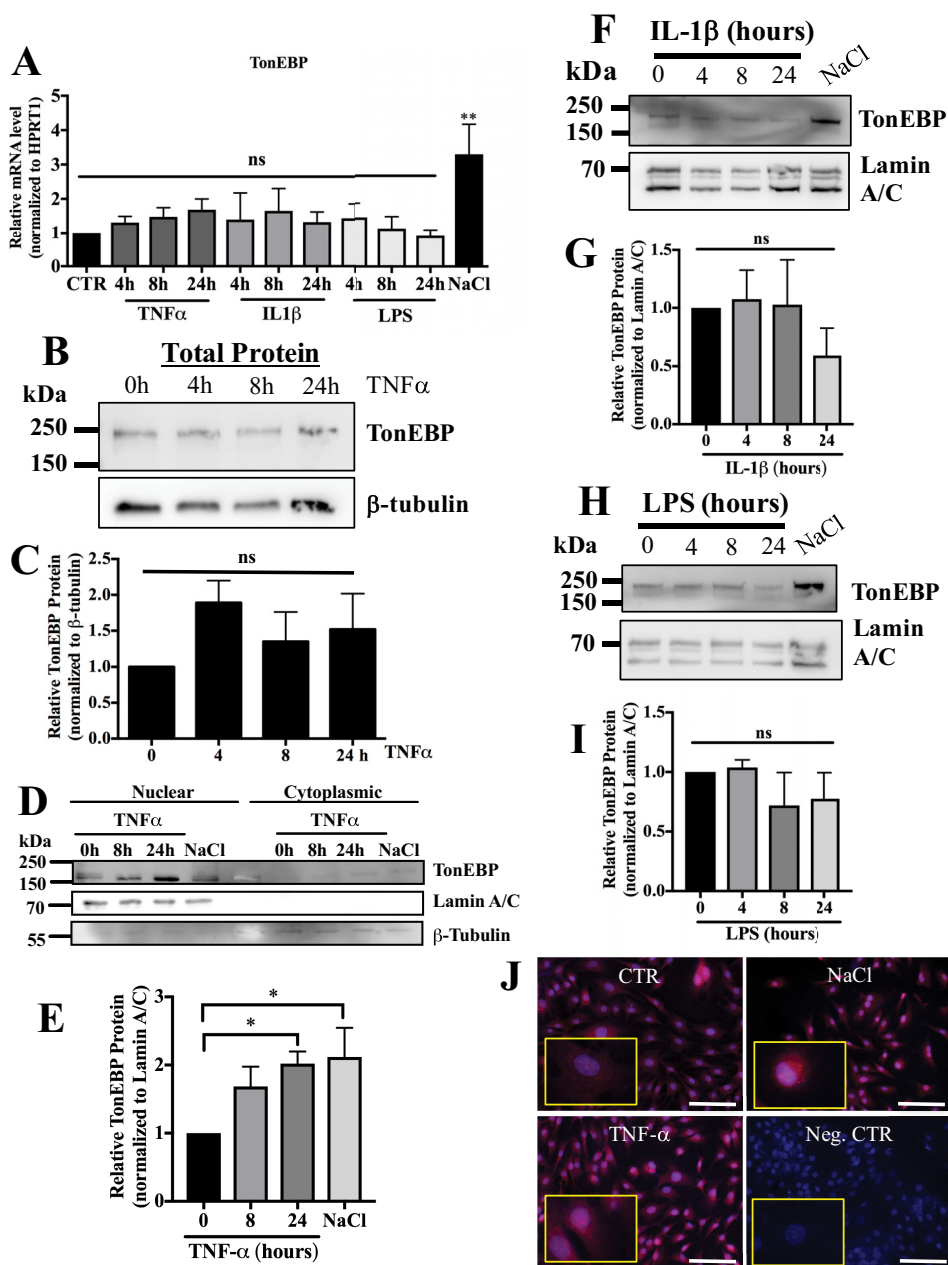 A
TonEBP
Relative mRNA level
(normalized to HPRT1)
5
4
3
2
1
0
ns
**
CTR 4h 8h 24h 4h 8h 24h 4h 8h 24h NaCl
TNFα IL1β LPS
B
Total Protein
kDa
0h 4h 8h 24h TNFα
250
150
TonEBP
β-tubulin
C
Relative TonEBP Protein
(normalized to β-tubulin)
2.5
2.0
1.5
1.0
0.5
0.0
ns
0 4 8 24 h TNFα
D
Nuclear Cytoplasmic
TNFα TNFα
kDa
0h 8h 24h NaCl 0h 8h 24h NaCl
250
150
TonEBP
70
Lamin A/C
55
β-Tubulin
E
Relative TonEBP Protein
(normalized to Lamin A/C)
3
2
1
0
*
*
0 8 24 NaCl
TNF-α (hours)
F
IL-1β (hours)
kDa
0 4 8 24 NaCl
250
150
TonEBP
70
Lamin
A/C
G
Relative TonEBP Protein
(normalized to Lamin A/C)
1.5
1.0
0.5
0.0
ns
0 4 8 24
IL-1β (hours)
H
LPS (hours)
kDa
0 4 8 24 NaCl
250
150
TonEBP
70
Lamin
A/C
I
Relative TonEBP Protein
(normalized to Lamin A/C)
1.5
1.0
0.5
0.0
ns
0 4 8 24
LPS (hours)
J
CTR
NaCl
TNF-α
Neg. CTR